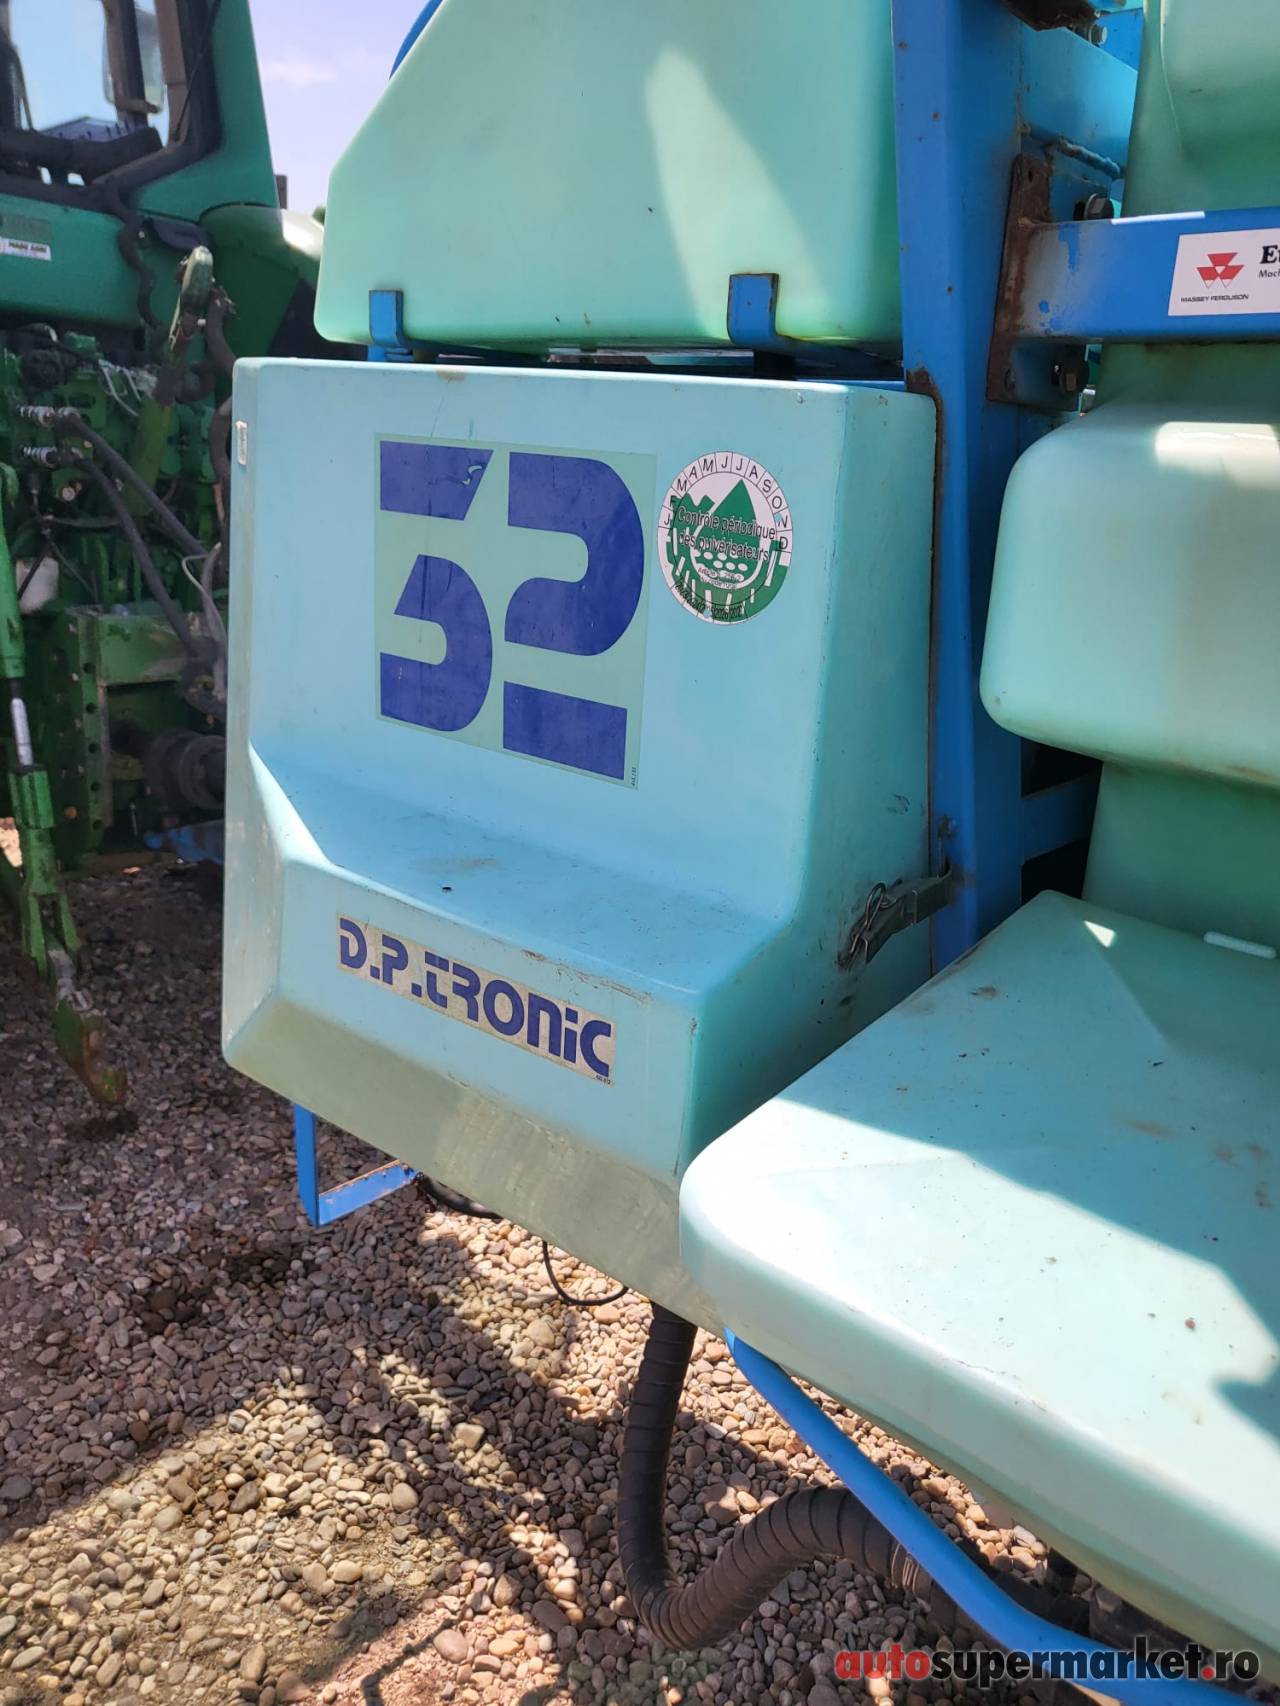 32
J F M A M J J A S O N D
Contrôle périodique
des pulvérisateurs
D.P.TRONIC
MASSEY FERGUSON
autosupermarket.ro